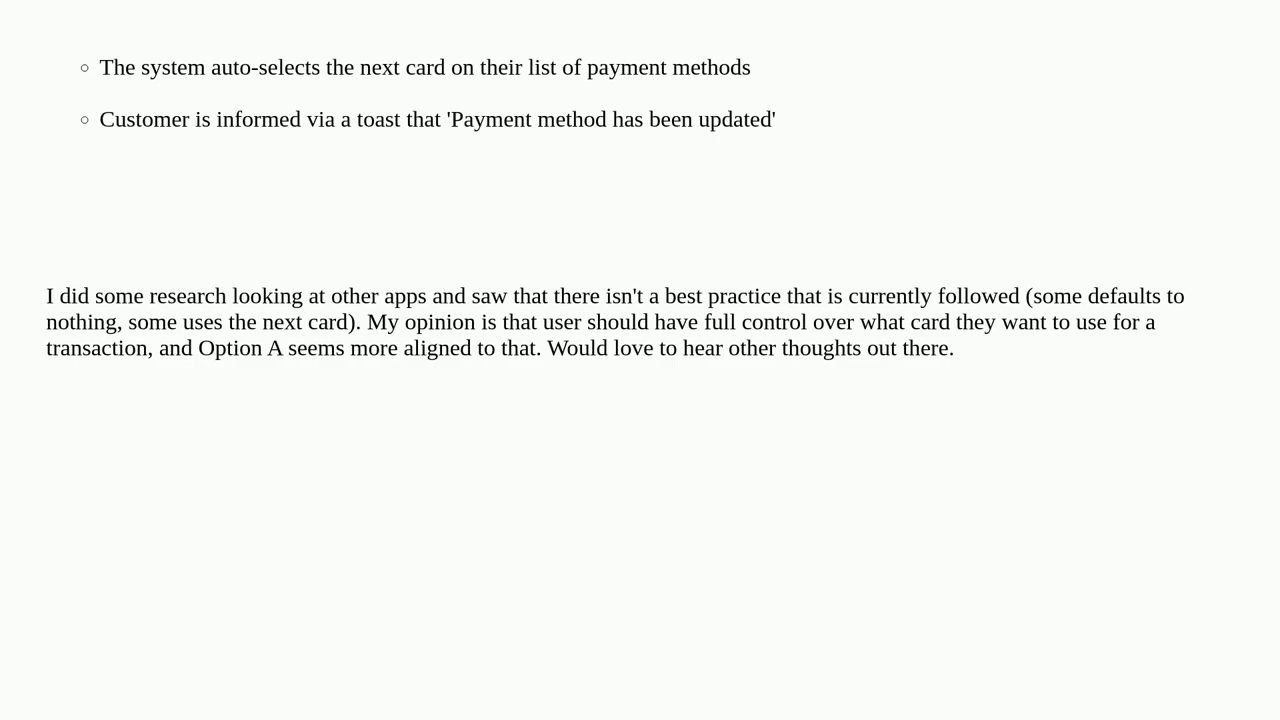 The system auto-selects the next card on their list of payment methods
Customer is informed via a toast that 'Payment method has been updated'
I did some research looking at other apps and saw that there isn't a best practice that is currently followed (some defaults to
nothing, some uses the next card). My opinion is that user should have full control over what card they want to use for a
transaction, and Option A seems more aligned to that. Would love to hear other thoughts out there.